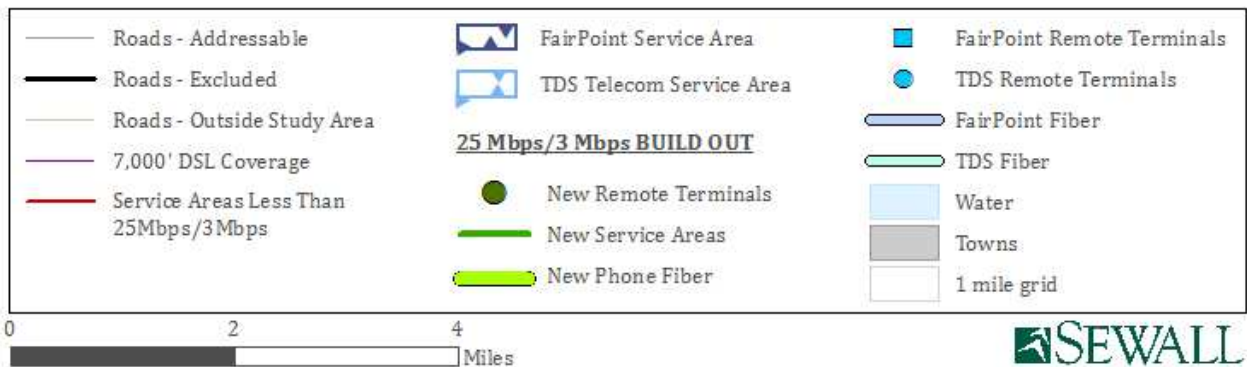 Roads - Addressable
Roads - Excluded
Roads - Outside Study Area
7,000' DSL Coverage
Service Areas Less Than
25Mbps/3Mbps
FairPoint Service Area
TDS Telecom Service Area
25 Mbps/3 Mbps BUILD OUT
New Remote Terminals
New Service Areas
New Phone Fiber
FairPoint Remote Terminals
TDS Remote Terminals
FairPoint Fiber
TDS Fiber
Water
Towns
1 mile grid
0 2 4
Miles
SEWALL